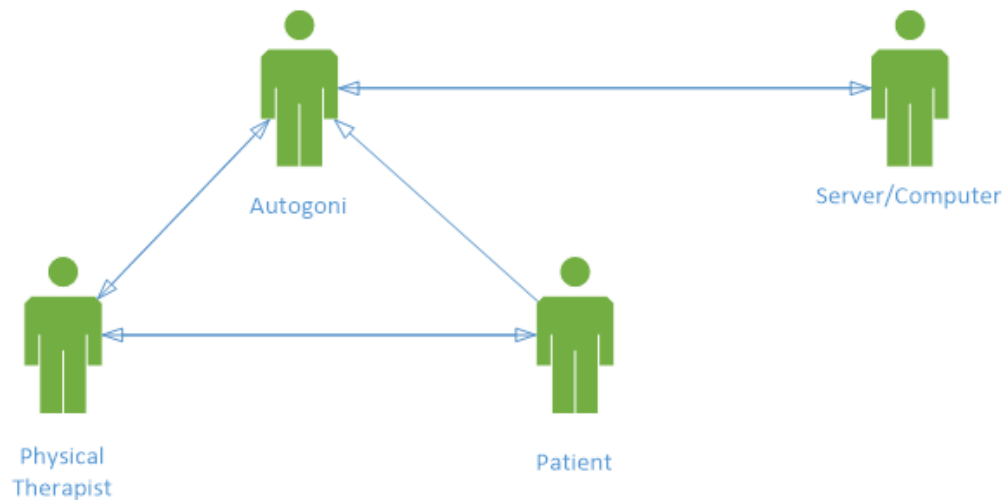 Autogoni
Server/Computer
Physical
Therapist
Patient